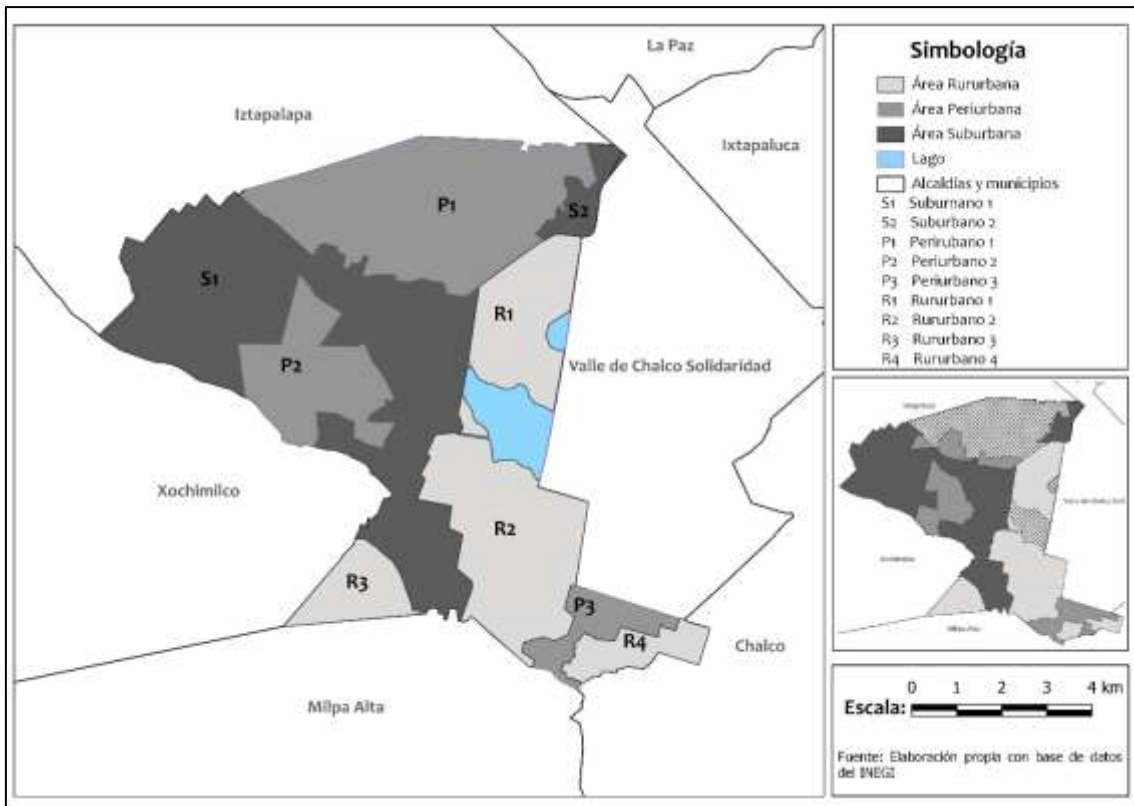 La Paz
Iztapalapa
Ixtapaluca
P1
S2
S1
R1
P2
Valle de Chalco Solidaridad
Xochimilco
R2
R3
P3
R4
Chalco
Milpa Alta
Simbología
Área Rururbana
Área Periurbana
Área Suburbana
Lago
Alcaldías y municipios
S1 Suburnano 1
S2 Suburbano 2
P1 Perirubano 1
P2 Periurbano 2
P3 Periurbano 3
R1 Rururbano 1
R2 Rururbano 2
R3 Rururbano 3
R4 Rururbano 4
Milpa Alta
0 1 2 3 4 km
Escala:
Fuente: Elaboración propia con base de datos
del INEGI